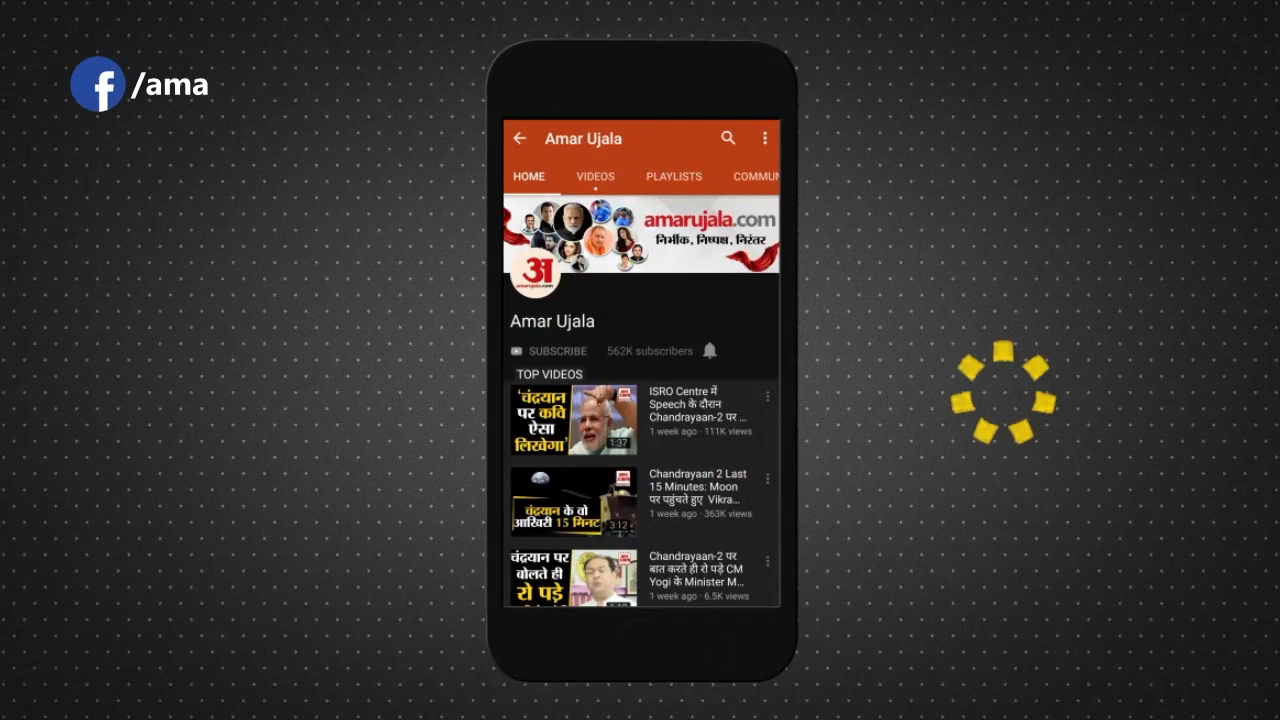 /ama
Amar Ujala
HOME VIDEOS PLAYLISTS COMMUN
amarujala.com
निर्भीक, निष्पक्ष, निरंतर
अ
amarujala.com
Amar Ujala
SUBSCRIBE 562K subscribers
TOP VIDEOS
'चंद्रयान
पर कवि
ऐसा
लिखेगा'
1:37
ISRO Centre में
Speech के दौरान
Chandrayaan-2 पर ...
1 week ago · 111K views
चंद्रयान के वो
आखिरी 15 मिनट
3:12
Chandrayaan 2 Last
15 Minutes: Moon
पर पहुंचते हुए Vikra...
1 week ago · 363K views
चंद्रयान पर
बोलते ही
रो पड़े
Chandrayaan-2 पर
बात करते ही रो पड़े CM
Yogi के Minister M...
1 week ago · 6.5K views